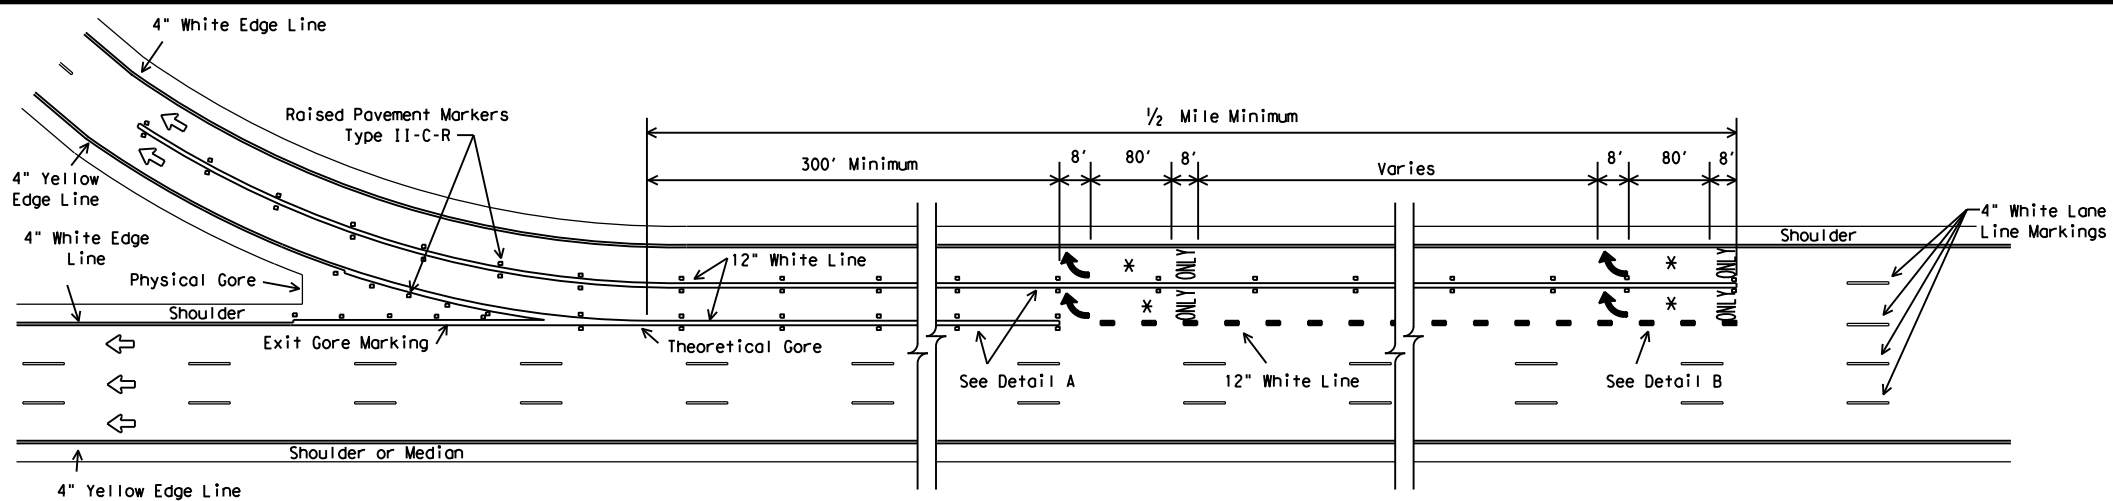 4" White Edge Line
Raised Pavement Markers
Type II-C-R
½ Mile Minimum
300' Minimum
8'
80'
8'
Varies
8'
80'
8'
4" Yellow
Edge Line
4" White Lane
Line Markings
4" White Edge
Line
Shoulder
12" White Line
*
ONLY
*
ONLY
Physical Gore
*
ONLY
*
ONLY
Shoulder
Exit Gore Marking
Theoretical Gore
See Detail A
12" White Line
See Detail B
Shoulder or Median
4" Yellow Edge Line